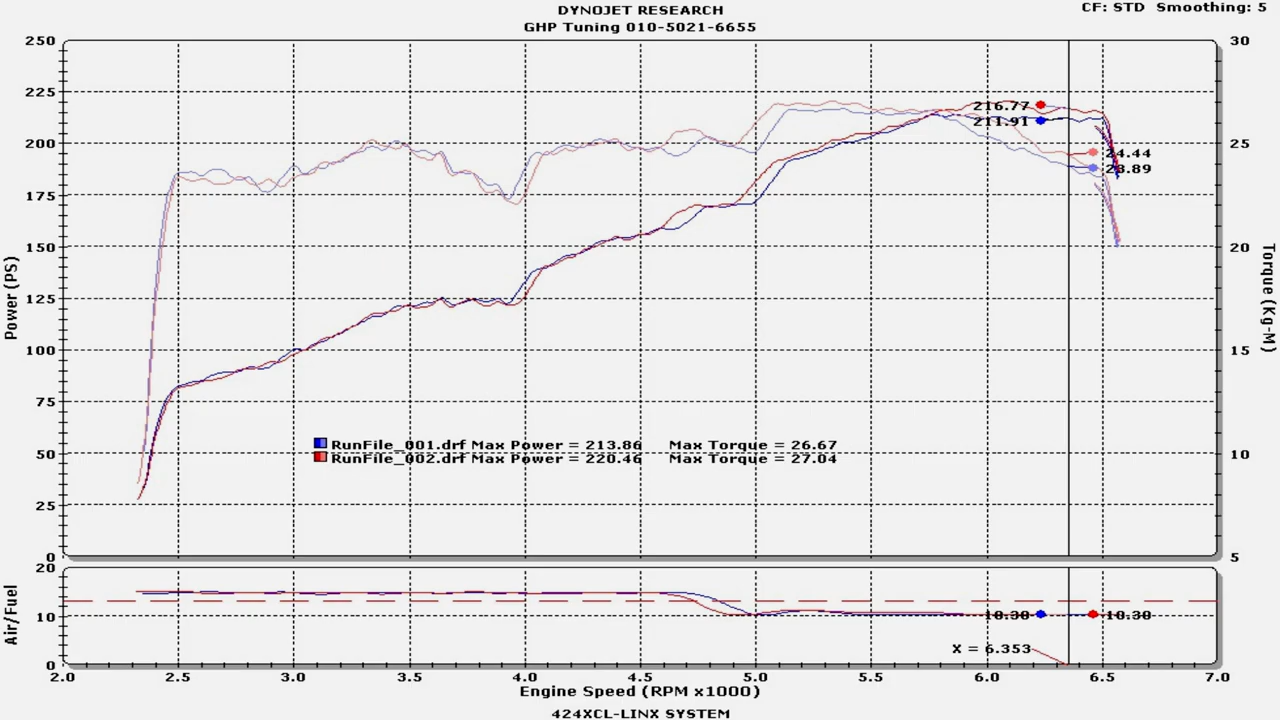 DYNOJET RESEARCH
CF: STD Smoothing: 5
GHP Tuning 010-5021-6655
250
225
200
175
150
125
100
75
50
25
0
Power (PS)
30
25
20
15
10
5
Torque (Kg-M)
216.77
211.91
24.44
23.89
RunFile_001.drf Max Power = 213.86 Max Torque = 26.67
RunFile_002.drf Max Power = 220.46 Max Torque = 27.04
20
10
0
Air/Fuel
10.30
10.30
X = 6.353
2.0 2.5 3.0 3.5 4.0 4.5 5.0 5.5 6.0 6.5 7.0
Engine Speed (RPM x1000)
424XCL-LINX SYSTEM